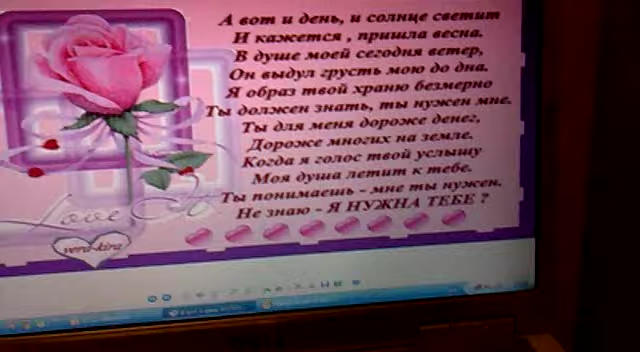 А вот и день, и солнце светит
И кажется , пришла весна.
В душе моей сегодня ветер,
Он выдул грусть мою до дна.
Я образ твой храню безмерно
Ты должен знать, ты нужен мне.
Ты для меня дороже денег,
Дороже многих на земле.
Когда я голос твой услышу
Моя душа летит к тебе.
Ты понимаешь - мне ты нужен.
Не знаю - Я НУЖНА ТЕБЕ ?
Love
vera-kira